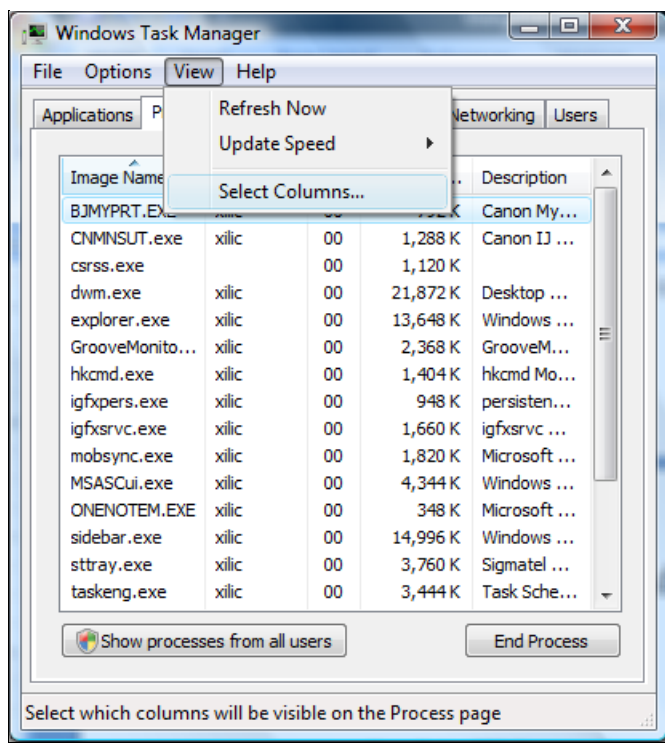 Windows Task Manager
File Options View Help
Refresh Now
Update Speed
Select Columns...
Applications P Networking Users
Image Name Description
BJMYPRT.EXE xilic 00 792 K Canon My...
CNMNSUT.exe xilic 00 1,288 K Canon IJ ...
csrss.exe 00 1,120 K
dwm.exe xilic 00 21,872 K Desktop ...
explorer.exe xilic 00 13,648 K Windows ...
GrooveMonito... xilic 00 2,368 K GrooveM...
hkcmd.exe xilic 00 1,404 K hkcmd Mo...
igfxpers.exe xilic 00 948 K persisten...
igfxsrvc.exe xilic 00 1,660 K igfxsrvc ...
mobsync.exe xilic 00 1,820 K Microsoft ...
MSASCui.exe xilic 00 4,344 K Windows ...
ONENOTEM.EXE xilic 00 348 K Microsoft ...
sidebar.exe xilic 00 14,996 K Windows ...
sttray.exe xilic 00 3,760 K Sigmatel ...
taskeng.exe xilic 00 3,444 K Task Sche...
Show processes from all users End Process
Select which columns will be visible on the Process page